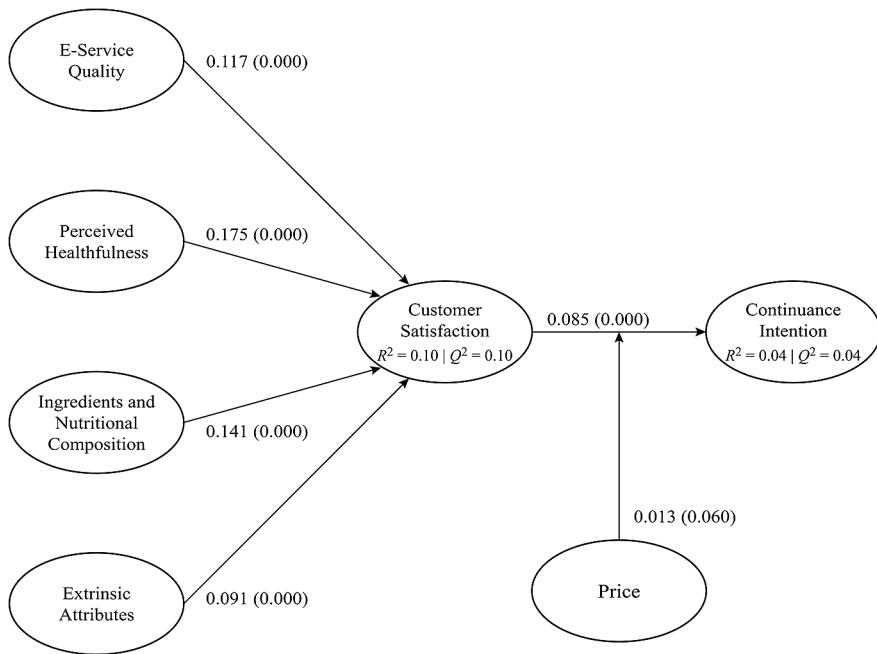 E-Service
Quality
0.117 (0.000)
Perceived
Healthfulness
0.175 (0.000)
Customer
Satisfaction
R² = 0.10 | Q² = 0.10
0.085 (0.000)
Continuance
Intention
R² = 0.04 | Q² = 0.04
Ingredients and
Nutritional
Composition
0.141 (0.000)
0.013 (0.060)
Extrinsic
Attributes
0.091 (0.000)
Price